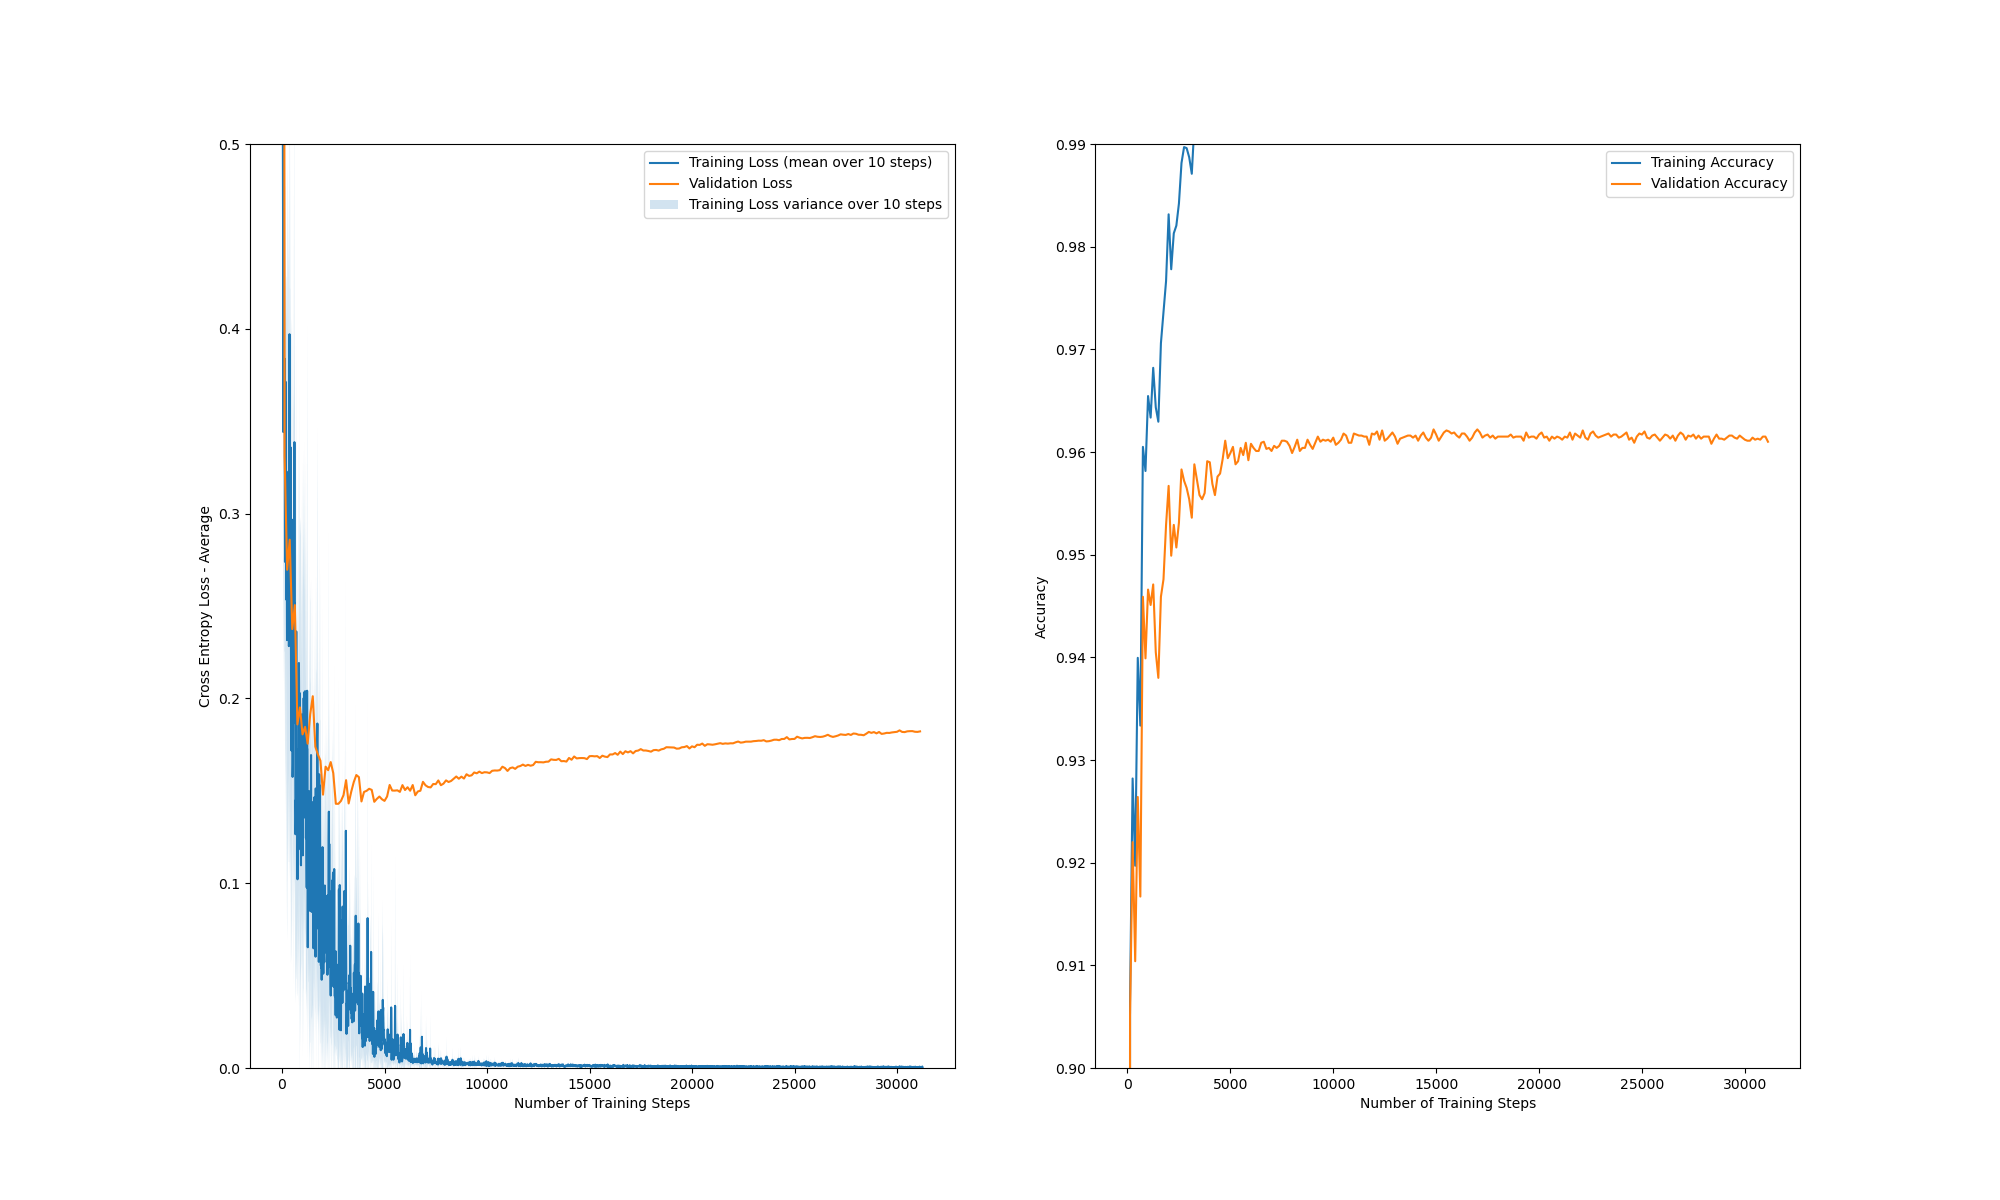 0.5
0.4
0.3
0.2
0.1
0.0
Cross Entropy Loss - Average
Training Loss (mean over 10 steps)
Validation Loss
Training Loss variance over 10 steps
0 5000 10000 15000 20000 25000 30000
Number of Training Steps
0.99
0.98
0.97
0.96
0.95
0.94
0.93
0.92
0.91
0.90
Accuracy
Training Accuracy
Validation Accuracy
0 5000 10000 15000 20000 25000 30000
Number of Training Steps